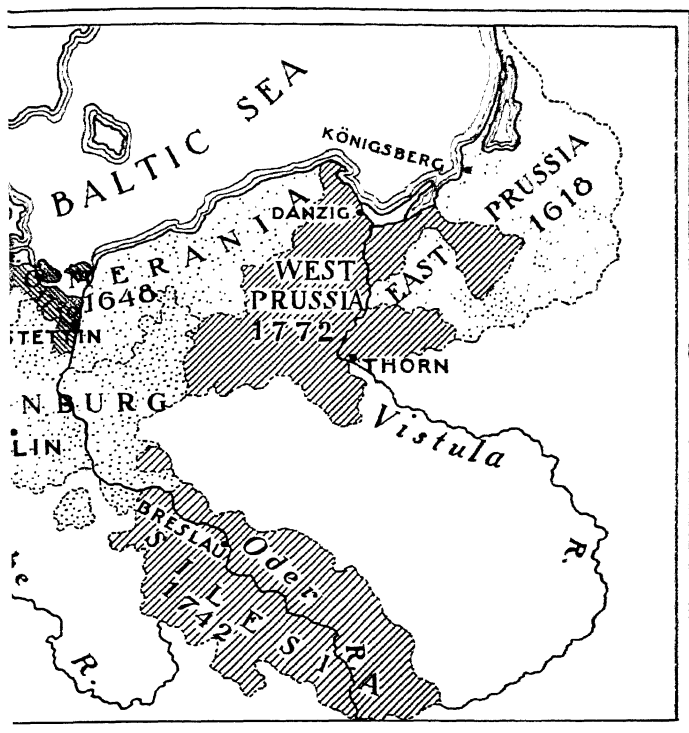 BALTIC SEA
KÖNIGSBERG
PRUSSIA
1618
DANZIG
OMERANIA
1648
WEST
PRUSSIA
1772
EAST
STETTIN
THORN
NBURG
LIN
Vistula
R.
BRESLAU
Oder
R.
SILESIA
1742
R.